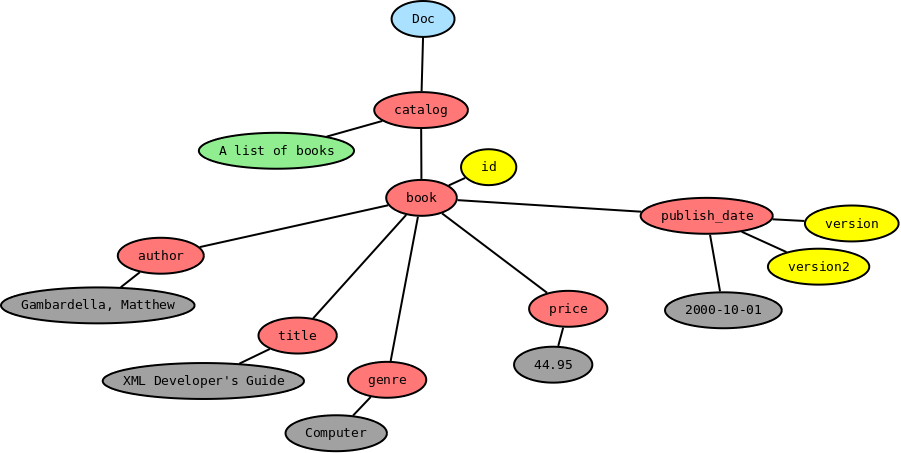 Doc
catalog
A list of books
id
book
publish_date
version
author
version2
Gambardella, Matthew
price
2000-10-01
title
44.95
XML Developer's Guide
genre
Computer